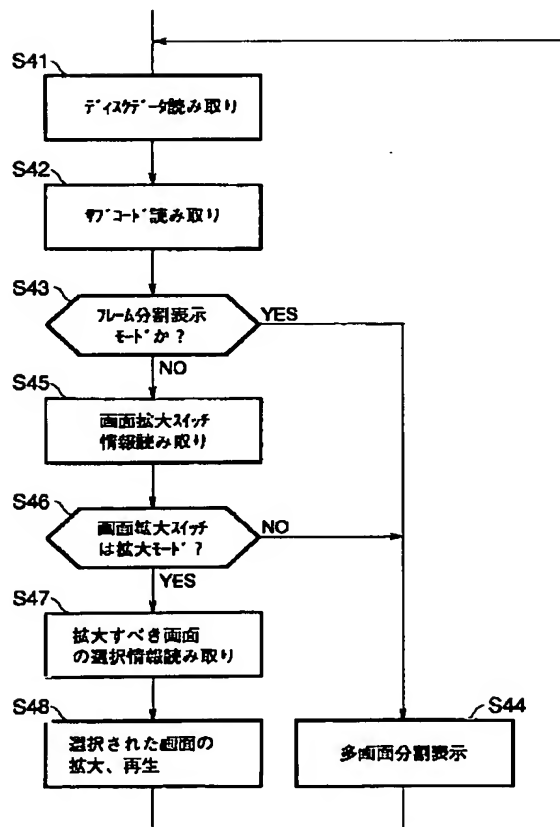 S41
ﾃﾞｨｽｸﾃﾞｰﾀ読み取り
S42
ｻﾌﾞｺｰﾄﾞ読み取り
S43
ﾌﾚｰﾑ分割表示
ﾓｰﾄﾞか？
YES
NO
S45
画面拡大ｽｲｯﾁ
情報読み取り
S46
画面拡大ｽｲｯﾁ
は拡大ﾓｰﾄﾞ？
NO
YES
S47
拡大すべき画面
の選択情報読み取り
S48
選択された画面の
拡大、再生
S44
多画面分割表示